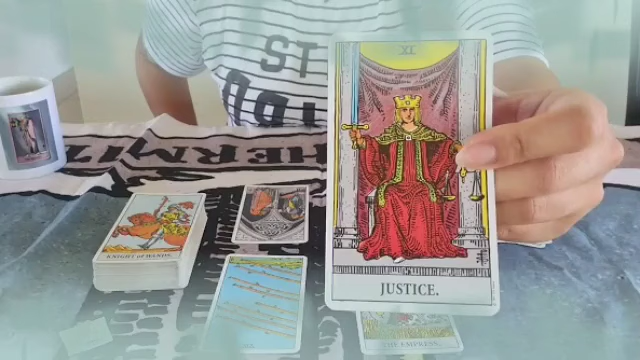 ST
HERMIT
XI
JUSTICE.
KNIGHT of WANDS.
THE EMPRESS.